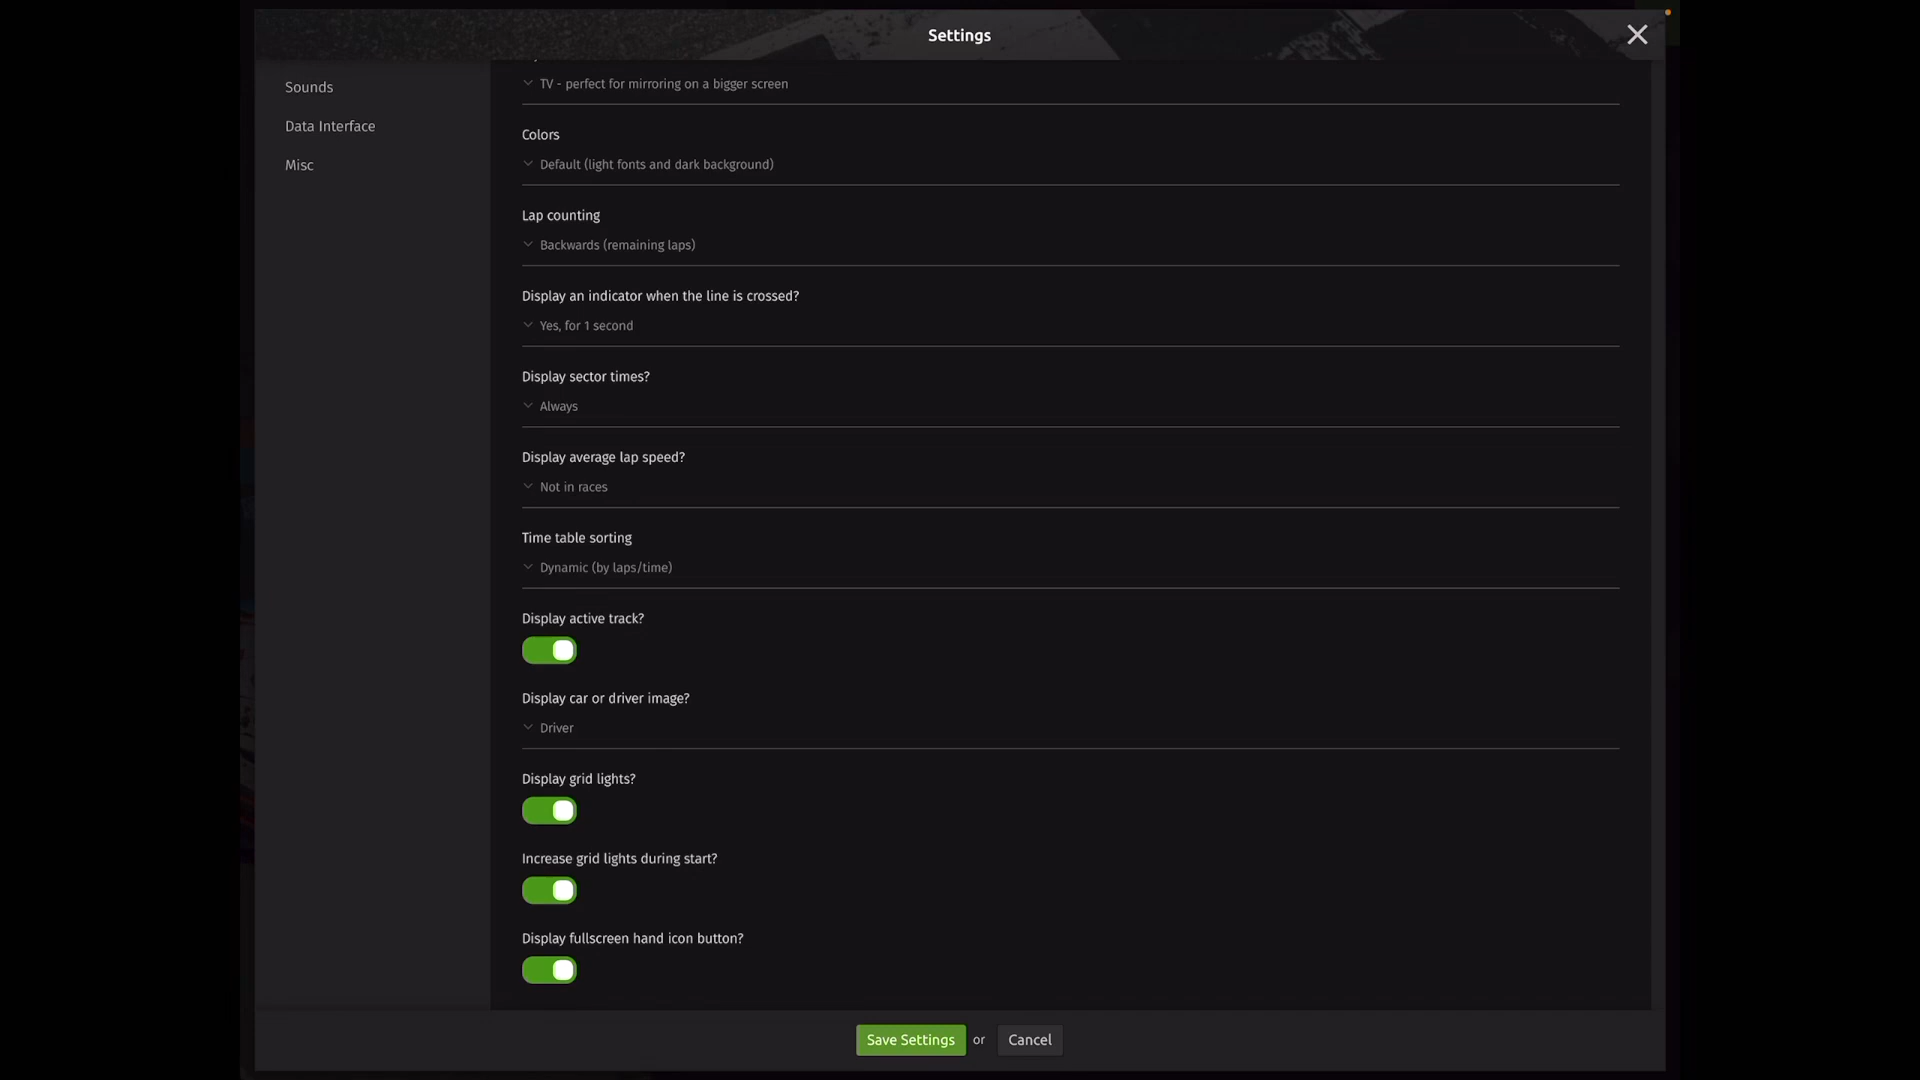 Settings
Sounds
Data Interface
Misc
TV - perfect for mirroring on a bigger screen
Colors
Default (light fonts and dark background)
Lap counting
Backwards (remaining laps)
Display an indicator when the line is crossed?
Yes, for 1 second
Display sector times?
Always
Display average lap speed?
Not in races
Time table sorting
Dynamic (by laps/time)
Display active track?
Display car or driver image?
Driver
Display grid lights?
Increase grid lights during start?
Display fullscreen hand icon button?
Save Settings or Cancel